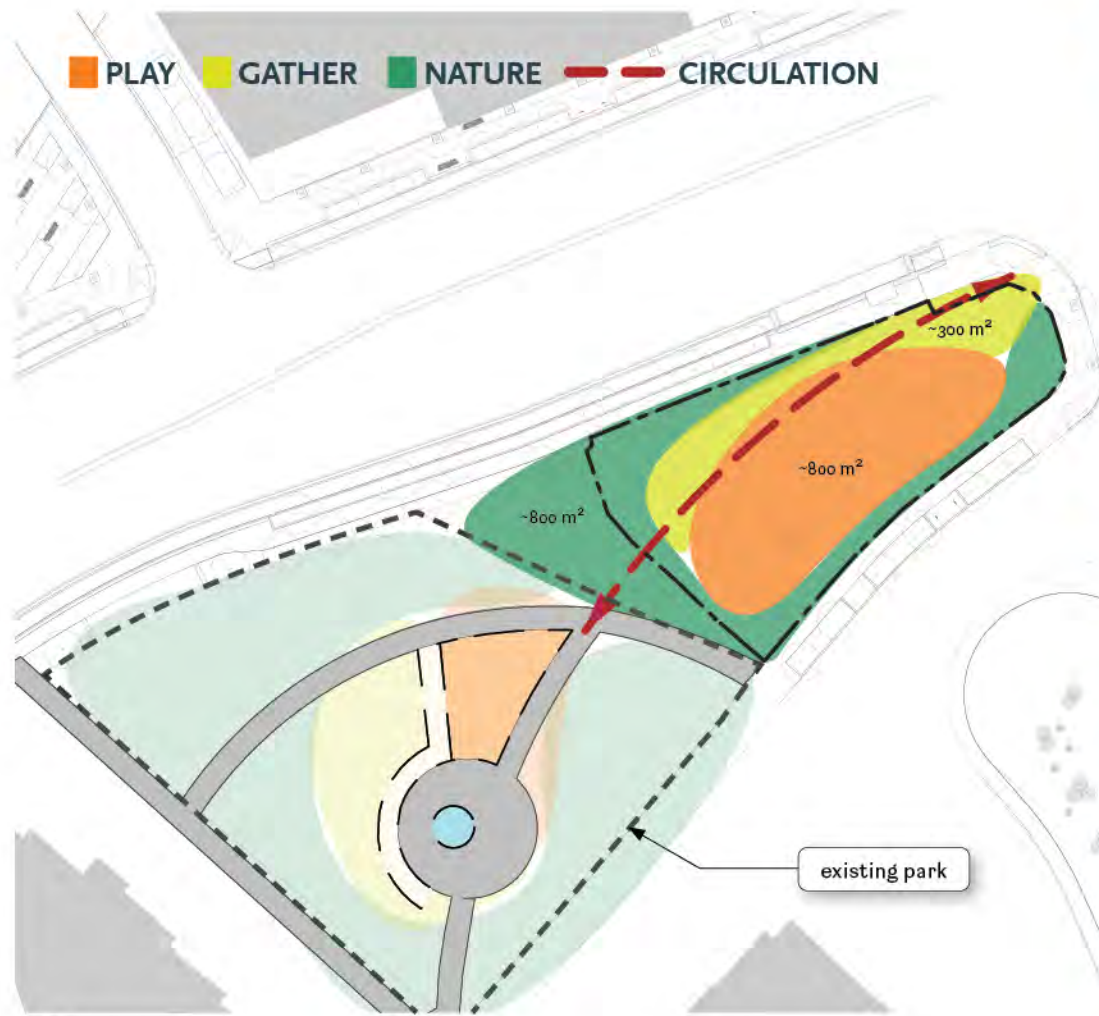 PLAY GATHER NATURE CIRCULATION
~300 m²
~800 m²
~800 m²
existing park